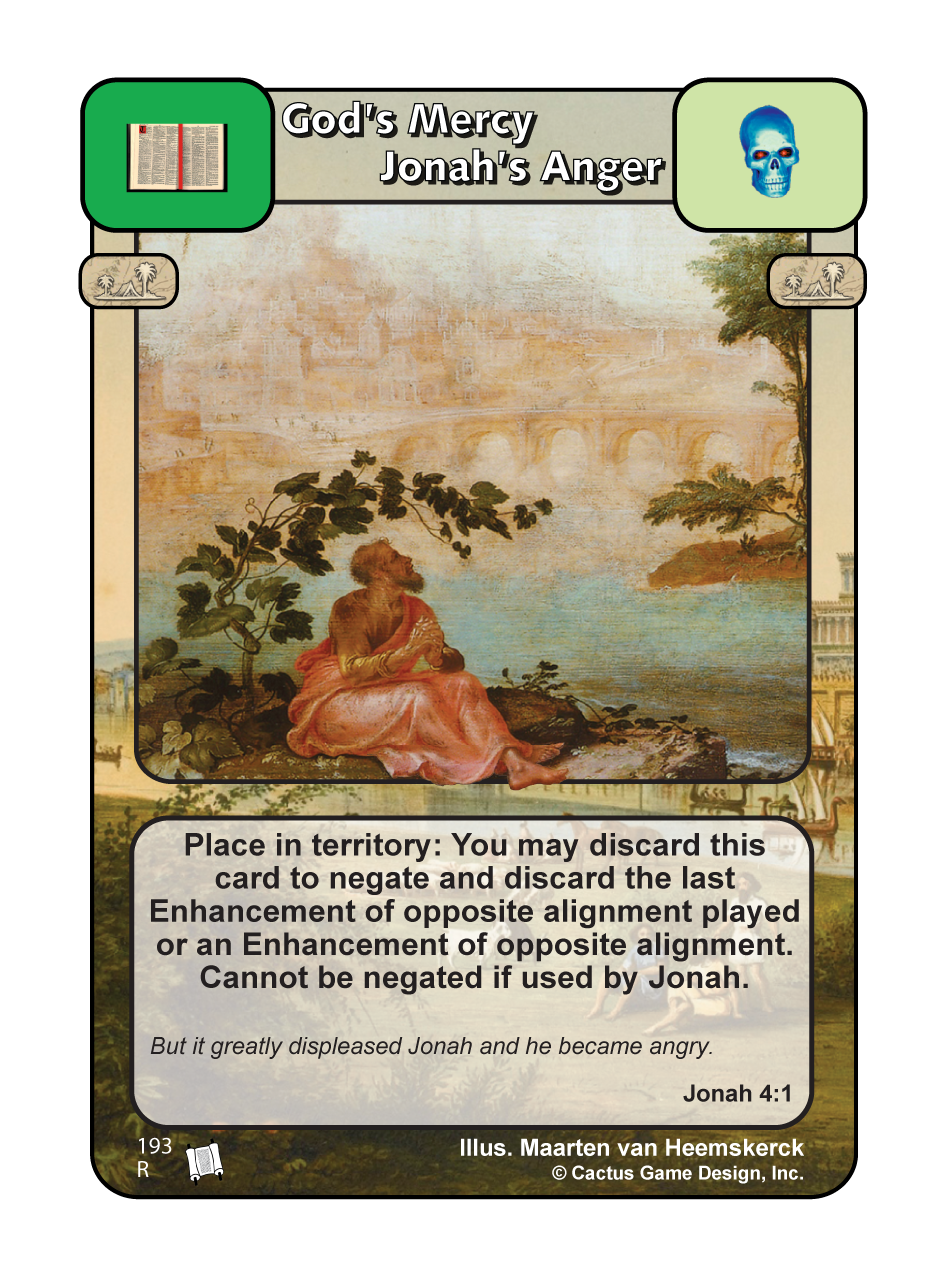 God's Mercy
Jonah's Anger
Place in territory: You may discard this
card to negate and discard the last
Enhancement of opposite alignment played
or an Enhancement of opposite alignment.
Cannot be negated if used by Jonah.
But it greatly displeased Jonah and he became angry.
Jonah 4:1
193
R
Illus. Maarten van Heemskerck
© Cactus Game Design, Inc.